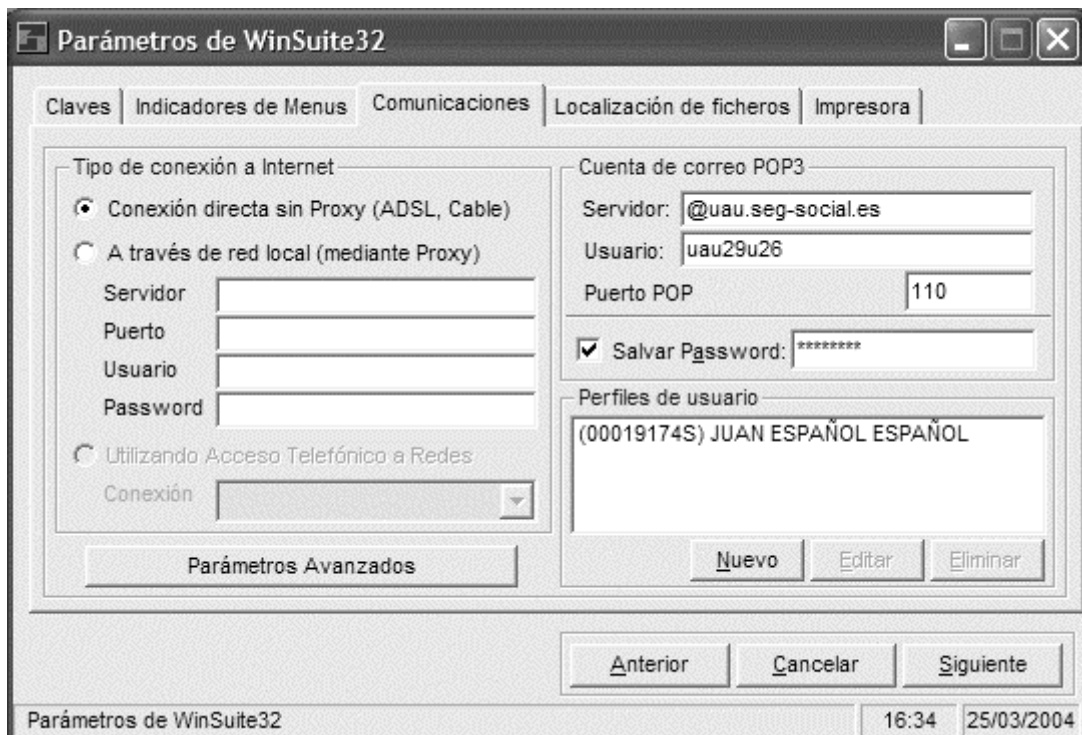 Parámetros de WinSuite32
Claves
Indicadores de Menus
Comunicaciones
Localización de ficheros
Impresora
Tipo de conexión a Internet
Conexión directa sin Proxy (ADSL, Cable)
A través de red local (mediante Proxy)
Servidor
Puerto
Usuario
Password
Utilizando Acceso Telefónico a Redes
Conexión
Parámetros Avanzados
Cuenta de correo POP3
Servidor: @uau.seg-social.es
Usuario: uau29u26
Puerto POP 110
Salvar Password: ********
Perfiles de usuario
(00019174S) JUAN ESPAÑOL ESPAÑOL
Nuevo
Editar
Eliminar
Anterior
Cancelar
Siguiente
Parámetros de WinSuite32
16:34
25/03/2004